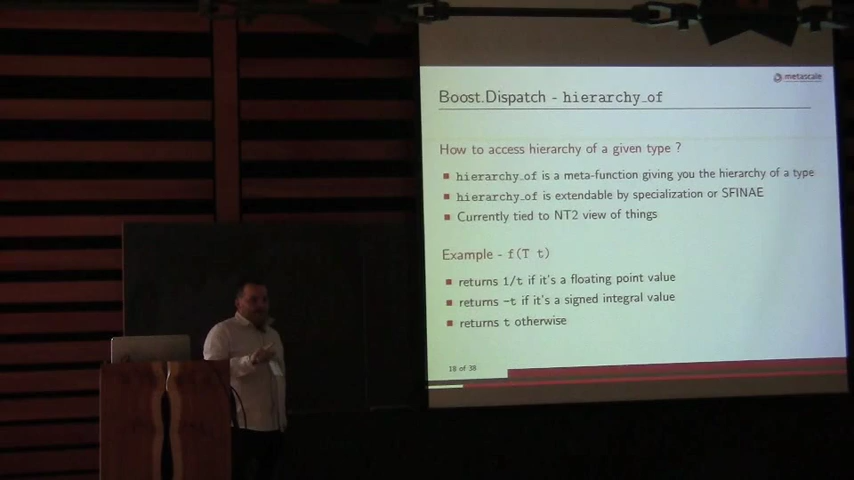 metascale
Boost.Dispatch - hierarchy_of
How to access hierarchy of a given type ?
hierarchy_of is a meta-function giving you the hierarchy of a type
hierarchy_of is extendable by specialization or SFINAE
Currently tied to NT2 view of things
Example - f(T t)
returns 1/t if it's a floating point value
returns -t if it's a signed integral value
returns t otherwise
18 of 38